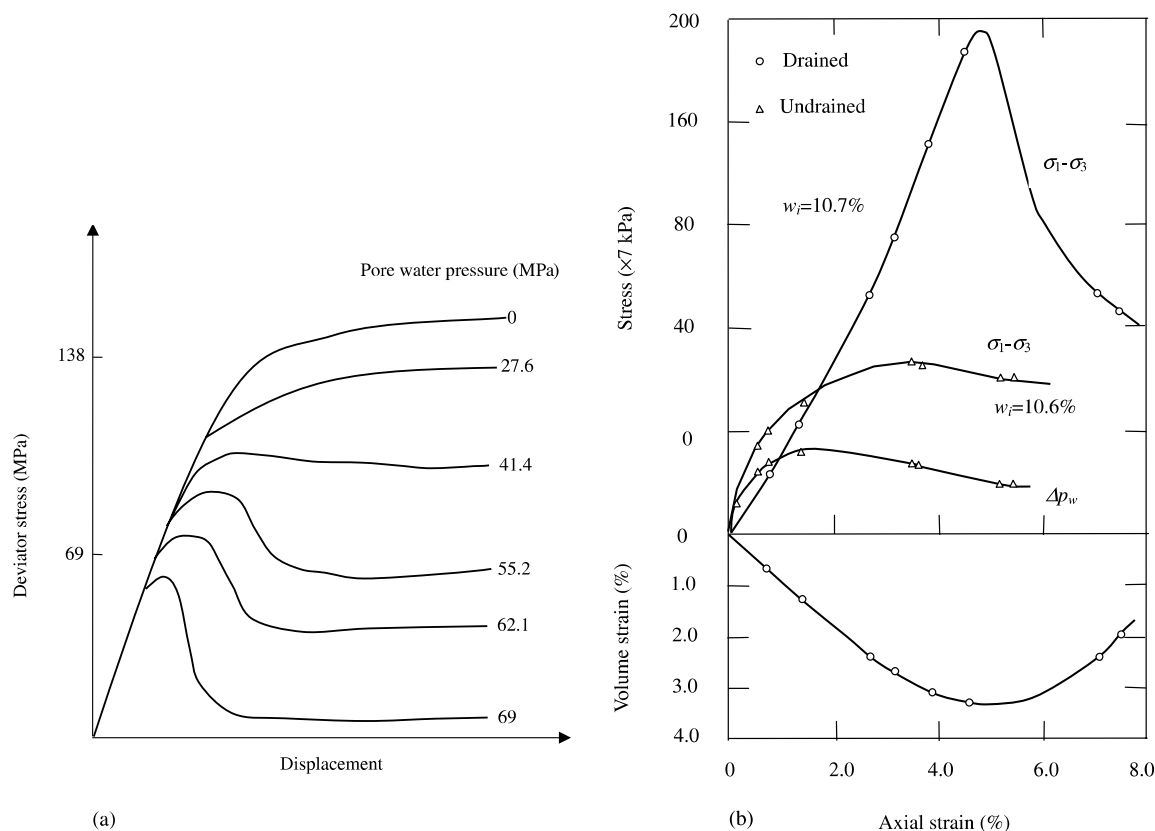 Pore water pressure (MPa)
0
27.6
41.4
55.2
62.1
69
138
69
Deviator stress (MPa)
Displacement
(a)
200
160
80
40
0
0
Stress (×7 kPa)
Drained
Undrained
wi=10.7%
σ1-σ3
σ1-σ3
wi=10.6%
Δpw
1.0
2.0
3.0
4.0
Volume strain (%)
0
2.0
4.0
6.0
8.0
(b)
Axial strain (%)